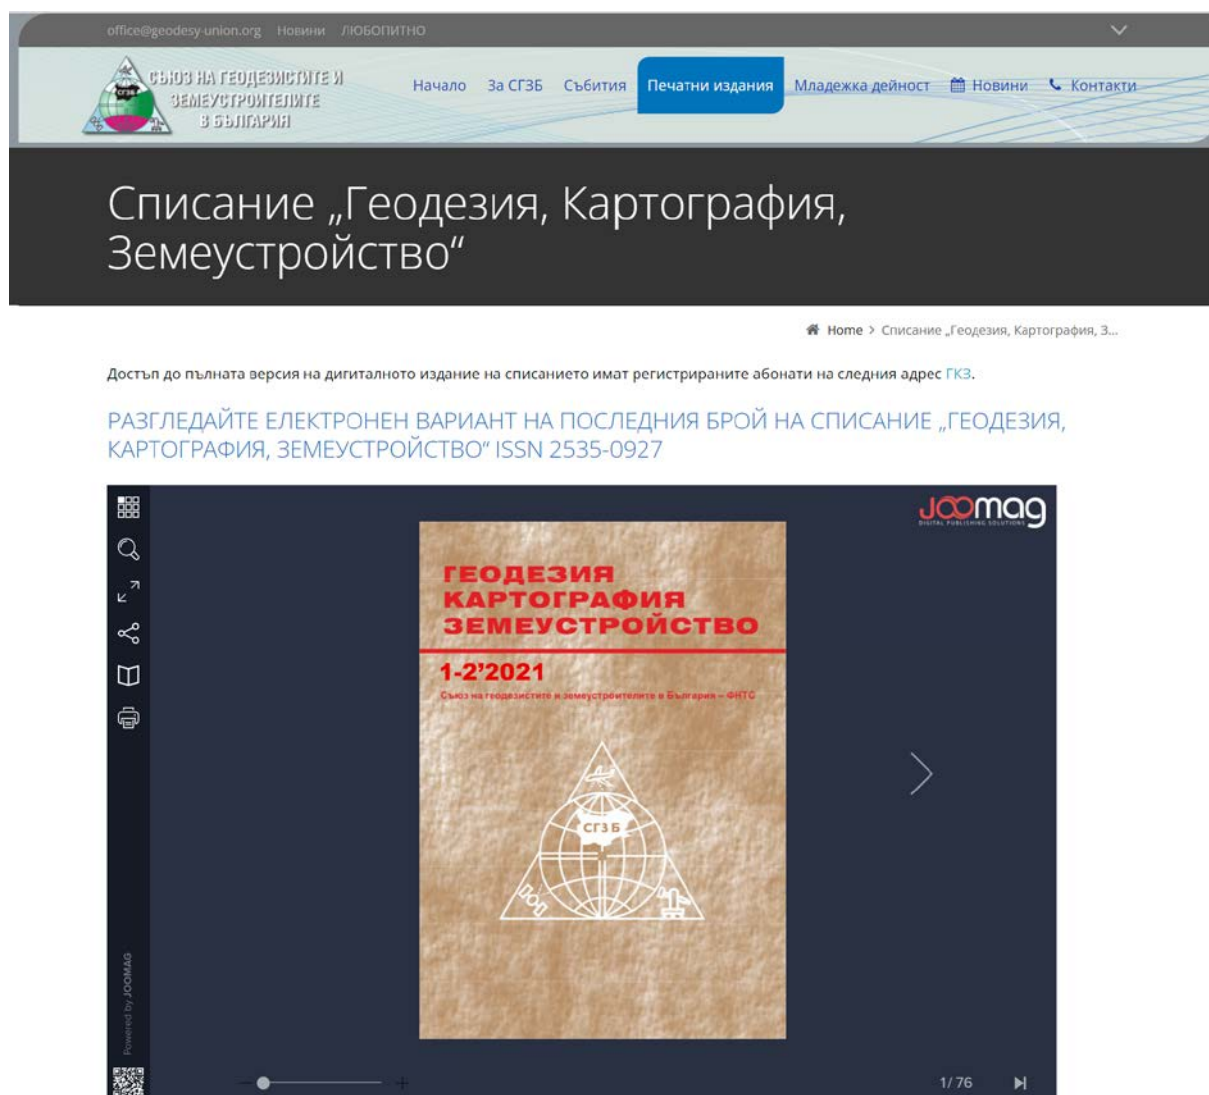 office@geodesy-union.org Новини ЛЮБОПИТНО
СЪЮЗ НА ГЕОДЕЗИСТИТЕ И
ЗЕМЕУСТРОИТЕЛИТЕ
В БЪЛГАРИЯ
Начало За СГЗБ Събития Печатни издания Младежка дейност Новини Контакти
Списание „Геодезия, Картография,
Земеустройство“
Home > Списание „Геодезия, Картография, З...
Достъп до пълната версия на дигиталното издание на списанието имат регистрираните абонати на следния адрес ГКЗ.
РАЗГЛЕДАЙТЕ ЕЛЕКТРОНЕН ВАРИАНТ НА ПОСЛЕДНИЯ БРОЙ НА СПИСАНИЕ „ГЕОДЕЗИЯ,
КАРТОГРАФИЯ, ЗЕМЕУСТРОЙСТВО“ ISSN 2535-0927
JOOMAG
DIGITAL PUBLISHING SOLUTIONS
ГЕОДЕЗИЯ
КАРТОГРАФИЯ
ЗЕМЕУСТРОЙСТВО
1-2’2021
Съюз на геодезистите и земеустроителите в България – ФНТС
СГЗБ
Powered by JOOMAG
1/ 76